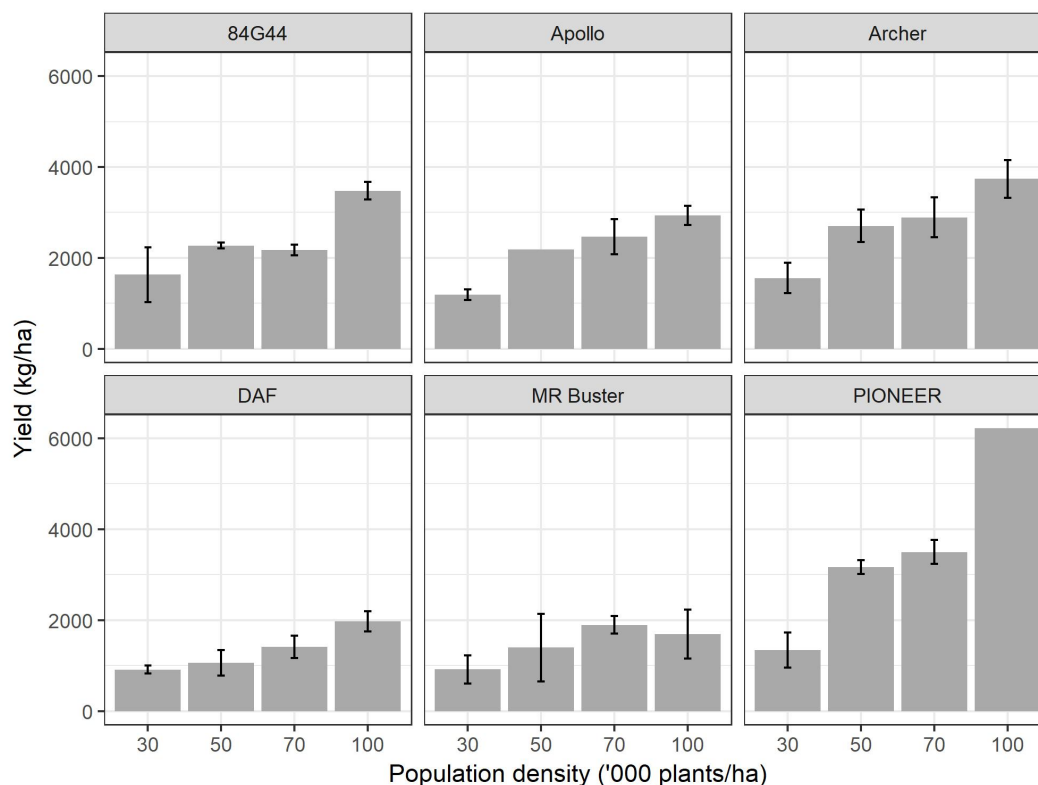 84G44 Apollo Archer
6000
4000
2000
0
DAF MR Buster PIONEER
6000
4000
2000
0
Yield (kg/ha)
30 50 70 100 30 50 70 100 30 50 70 100
Population density ('000 plants/ha)